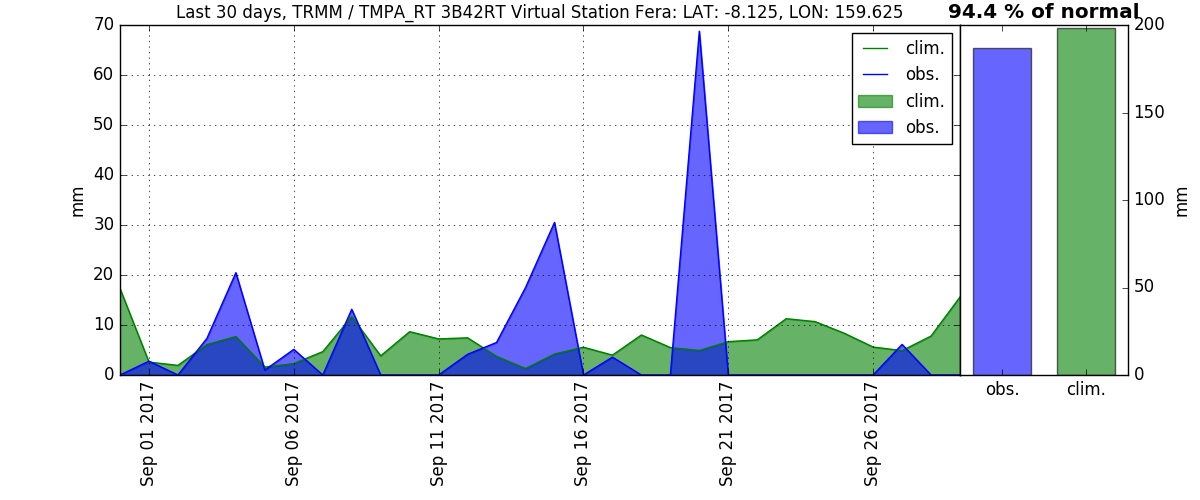 Last 30 days, TRMM / TMPA_RT 3B42RT Virtual Station Fera: LAT: -8.125, LON: 159.625
94.4 % of normal
70
60
50
40
30
20
10
0
mm
clim.
obs.
clim.
obs.
200
150
100
50
0
mm
obs.
clim.
Sep 01 2017
Sep 06 2017
Sep 11 2017
Sep 16 2017
Sep 21 2017
Sep 26 2017